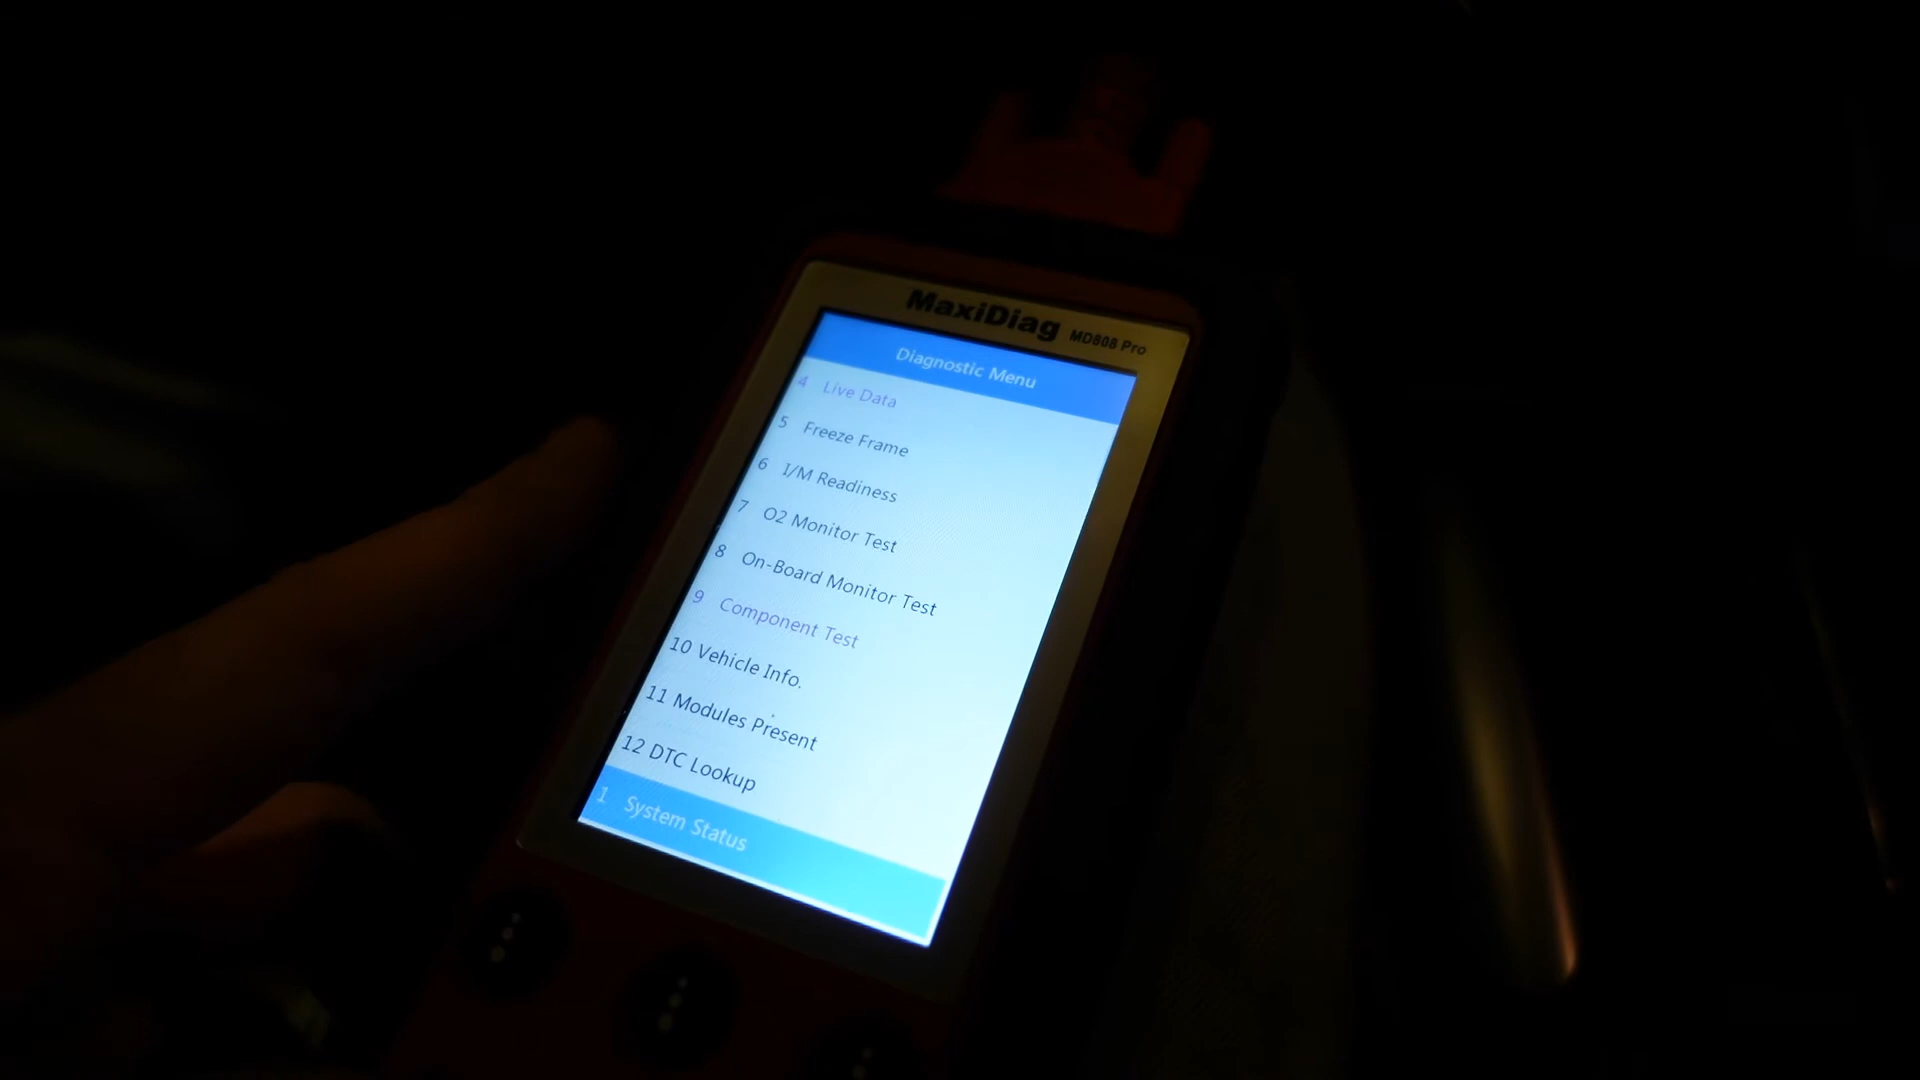 MaxiDiag MD808 Pro
Diagnostic Menu
4 Live Data
5 Freeze Frame
6 I/M Readiness
7 O2 Monitor Test
8 On-Board Monitor Test
9 Component Test
10 Vehicle Info.
11 Modules Present
12 DTC Lookup
1 System Status